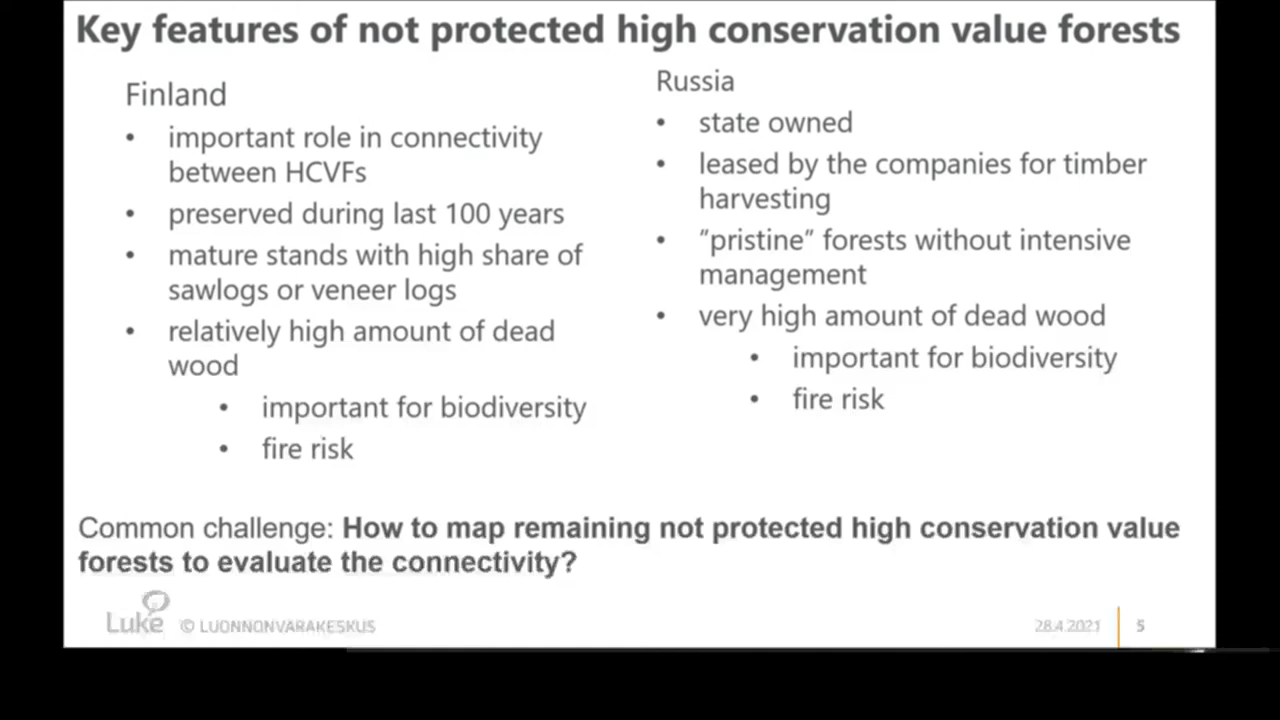 Key features of not protected high conservation value forests
Finland
• important role in connectivity
between HCVFs
• preserved during last 100 years
• mature stands with high share of
sawlogs or veneer logs
• relatively high amount of dead
wood
• important for biodiversity
• fire risk
Russia
• state owned
• leased by the companies for timber
harvesting
• ”pristine” forests without intensive
management
• very high amount of dead wood
• important for biodiversity
• fire risk
Common challenge: How to map remaining not protected high conservation value
forests to evaluate the connectivity?
Luke © LUONNONVARAKESKUS
28.4.2021 5